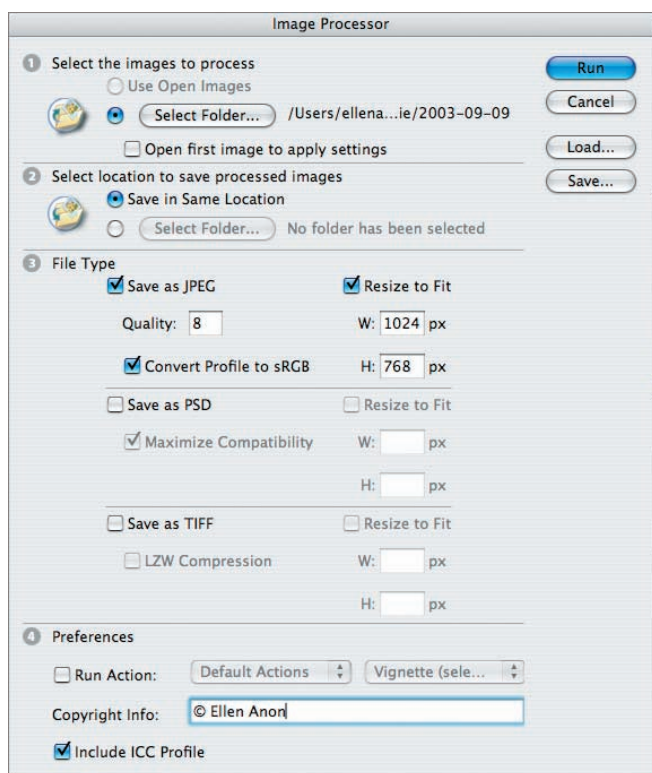 Image Processor
1 Select the images to process
Use Open Images
Select Folder... /Users/ellena...ie/2003-09-09
Open first image to apply settings
Run
Cancel
Load...
Save...
2 Select location to save processed images
Save in Same Location
Select Folder... No folder has been selected
3 File Type
Save as JPEG Resize to Fit
Quality: 8 W: 1024 px
Convert Profile to sRGB H: 768 px
Save as PSD Resize to Fit
Maximize Compatibility W: px
H: px
Save as TIFF Resize to Fit
LZW Compression W: px
H: px
4 Preferences
Run Action: Default Actions Vignette (sele...
Copyright Info: © Ellen Anon
Include ICC Profile